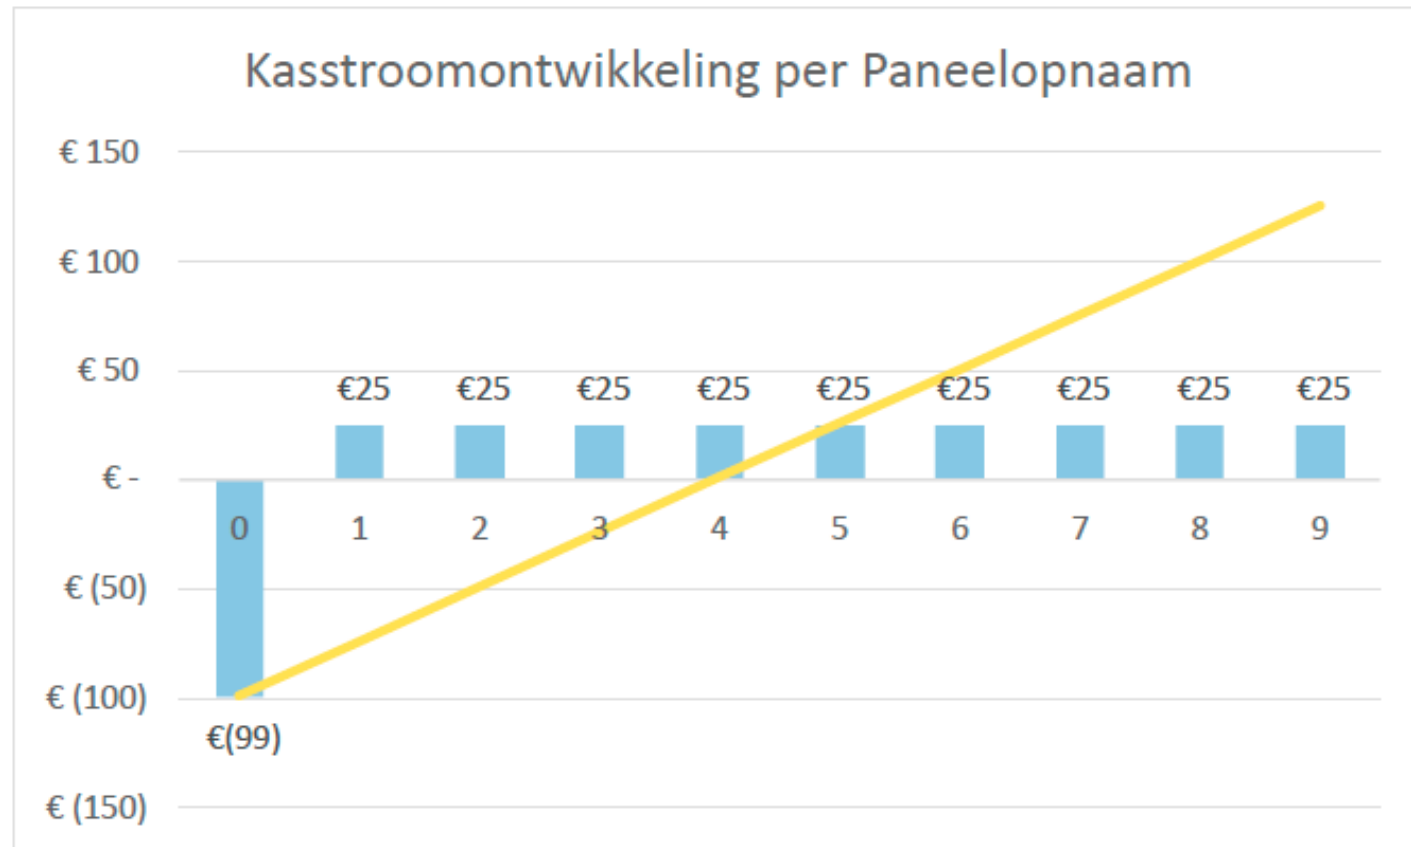 Kasstroomontwikkeling per Paneelopnaam
€ 150
€ 100
€ 50
€25 €25 €25 €25 €25 €25 €25 €25 €25
€ -
0 1 2 3 4 5 6 7 8 9
€ (50)
€ (100)
€(99)
€ (150)